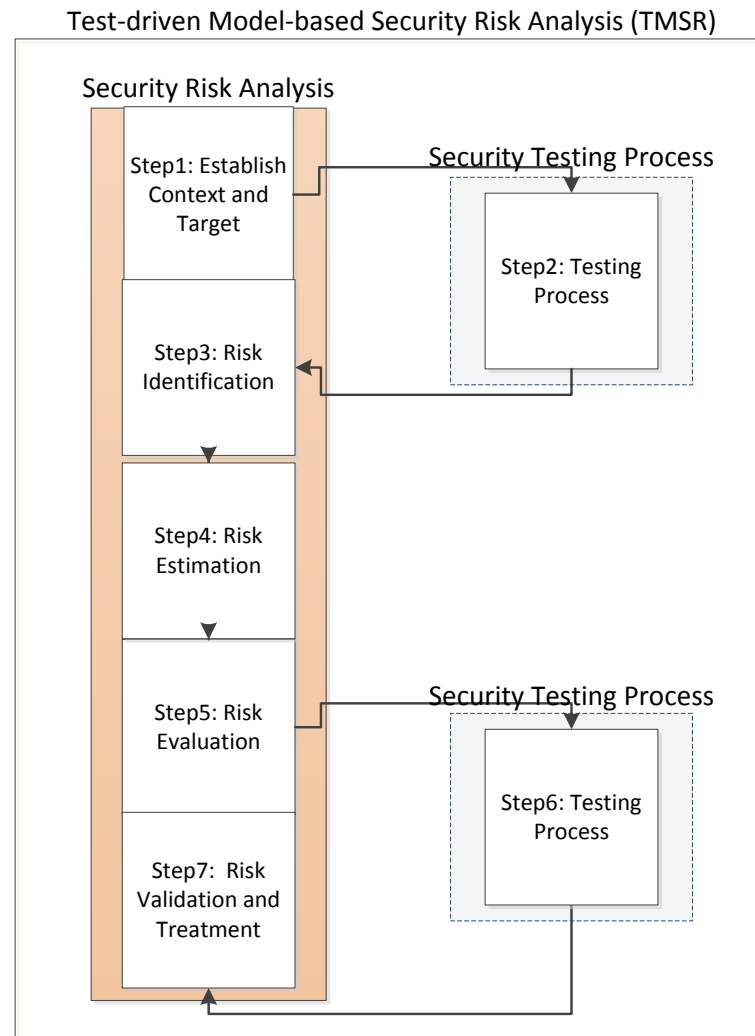 Test-driven Model-based Security Risk Analysis (TMSR)
Security Risk Analysis
Step1: Establish
Context and
Target
Security Testing Process
Step2: Testing
Process
Step3: Risk
Identification
Step4: Risk
Estimation
Step5: Risk
Evaluation
Security Testing Process
Step6: Testing
Process
Step7: Risk
Validation and
Treatment